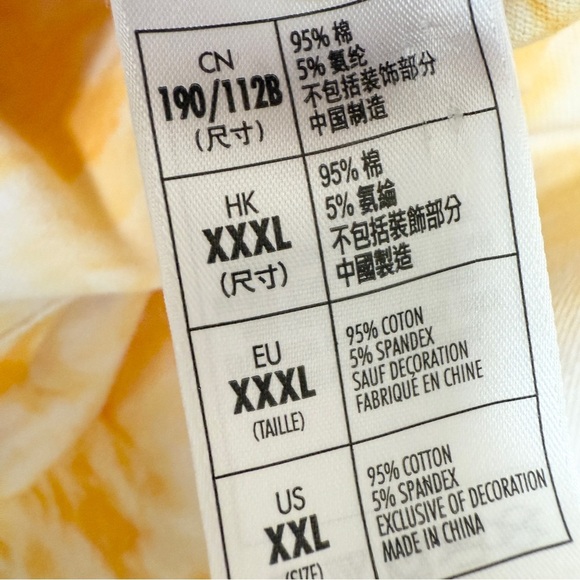 CN
190/112B
(尺寸)
95% 棉
5% 氨纶
不包括装饰部分
中国制造
HK
XXXL
(尺寸)
95% 棉
5% 氨綸
不包括裝飾部分
中國製造
EU
XXXL
(TAILLE)
95% COTON
5% SPANDEX
SAUF DECORATION
FABRIQUÉ EN CHINE
US
XXL
(SIZE)
95% COTTON
5% SPANDEX
EXCLUSIVE OF DECORATION
MADE IN CHINA